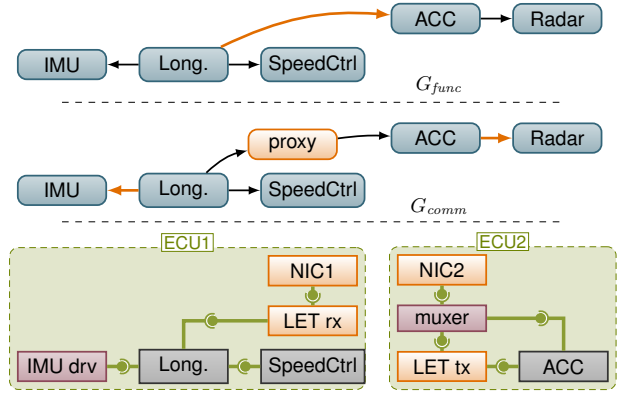 ACC Radar
IMU Long. SpeedCtrl
G_func
proxy ACC Radar
IMU Long. SpeedCtrl
G_comm
ECU1 ECU2
NIC1 NIC2
LET rx muxer
IMU drv Long. SpeedCtrl LET tx ACC